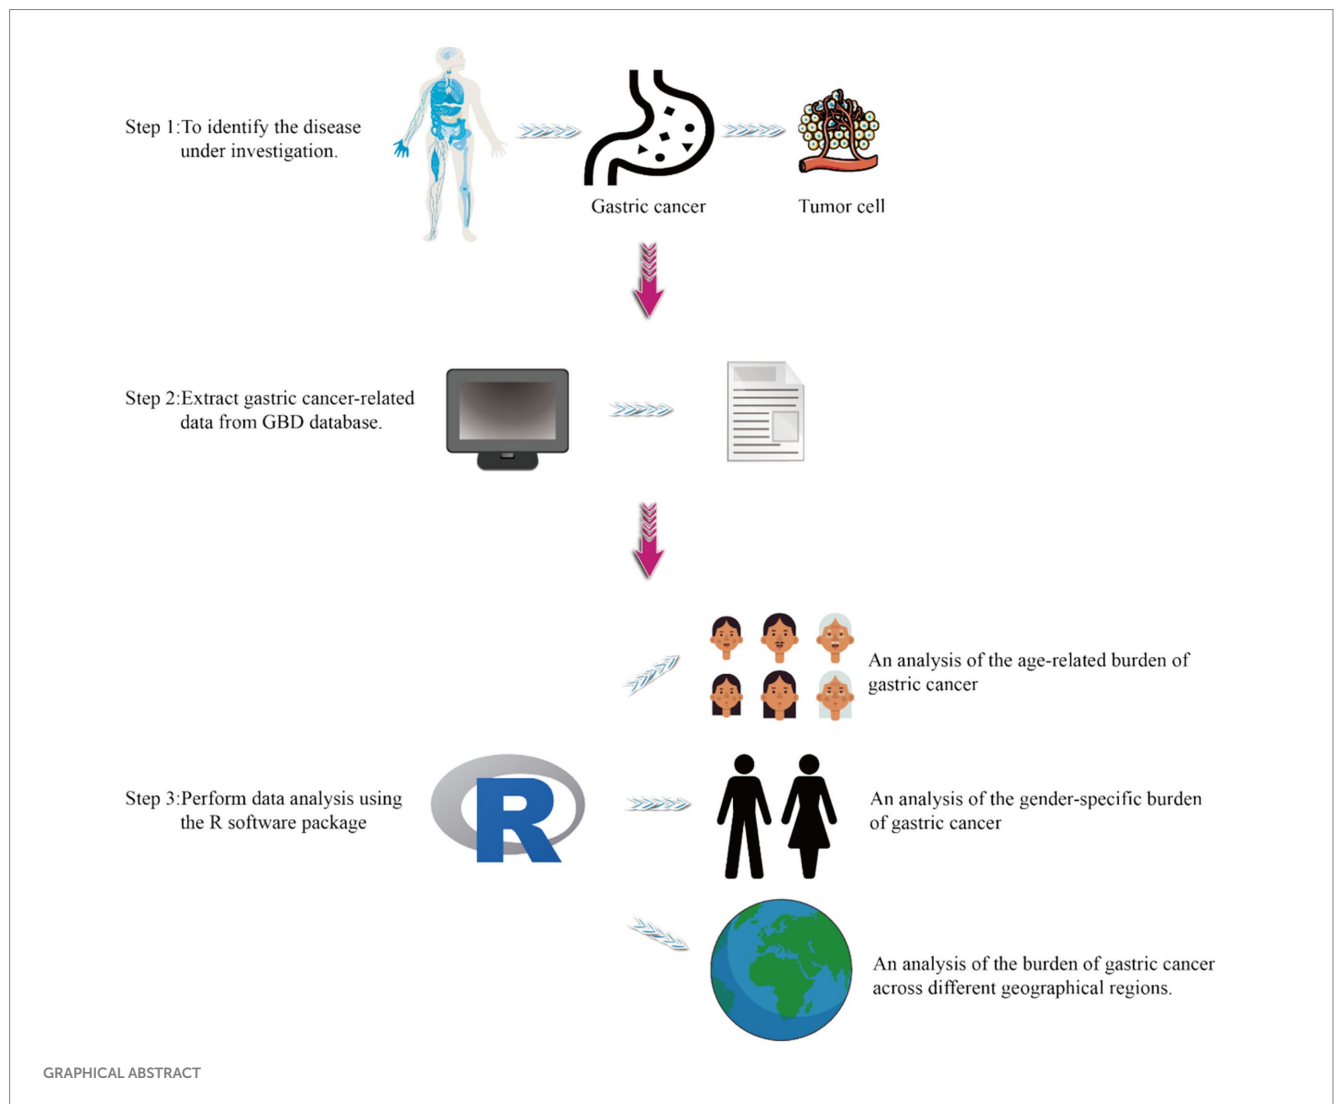 Step 1:To identify the disease
under investigation.
Gastric cancer
Tumor cell
Step 2:Extract gastric cancer-related
data from GBD database.
An analysis of the age-related burden of
gastric cancer
Step 3:Perform data analysis using
the R software package
R
An analysis of the gender-specific burden
of gastric cancer
An analysis of the burden of gastric cancer
across different geographical regions.
GRAPHICAL ABSTRACT